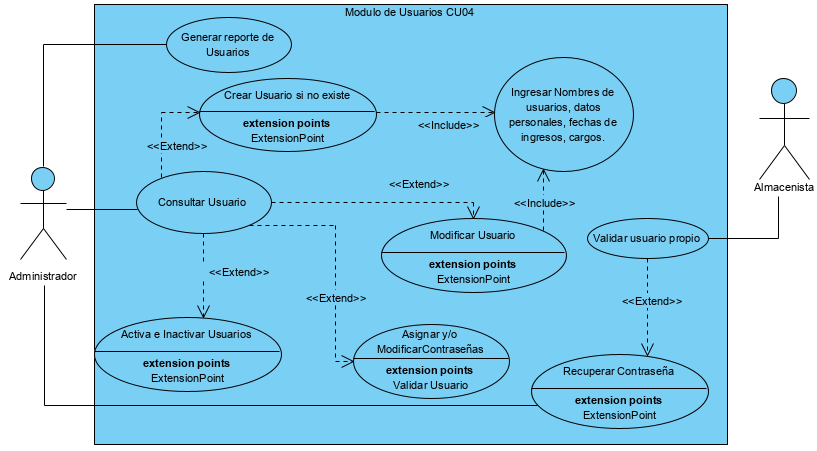 Modulo de Usuarios CU04
Generar reporte de
Usuarios
Crear Usuario si no existe
extension points
ExtensionPoint
<<Include>>
Ingresar Nombres de
usuarios, datos
personales, fechas de
ingresos, cargos.
<<Extend>>
<<Extend>>
<<Include>>
Almacenista
Consultar Usuario
Modificar Usuario
extension points
ExtensionPoint
Validar usuario propio
Administrador
<<Extend>>
<<Extend>>
<<Extend>>
Activa e Inactivar Usuarios
extension points
ExtensionPoint
Asignar y/o
ModificarContraseñas
extension points
Validar Usuario
Recuperar Contraseña
extension points
ExtensionPoint